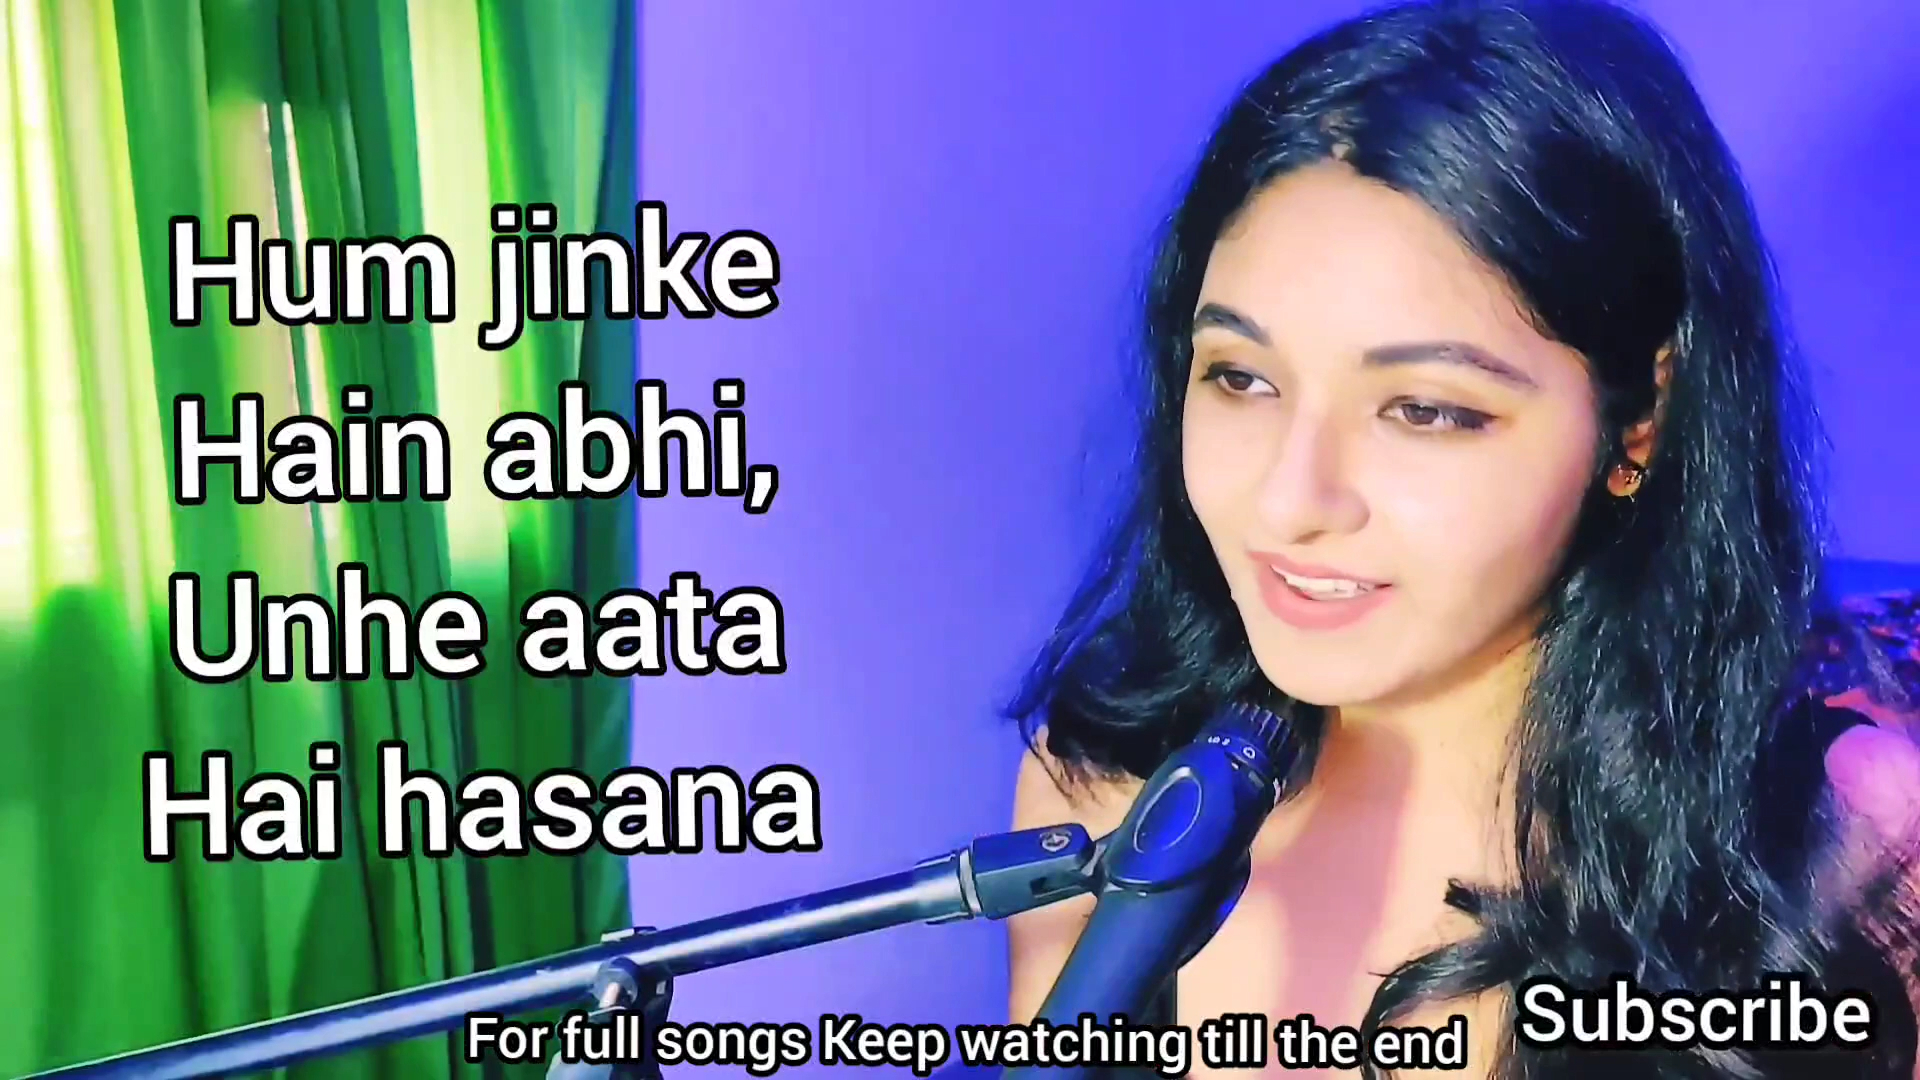 Hum jinke
Hain abhi,
Unhe aata
Hai hasana
For full songs Keep watching till the end
Subscribe